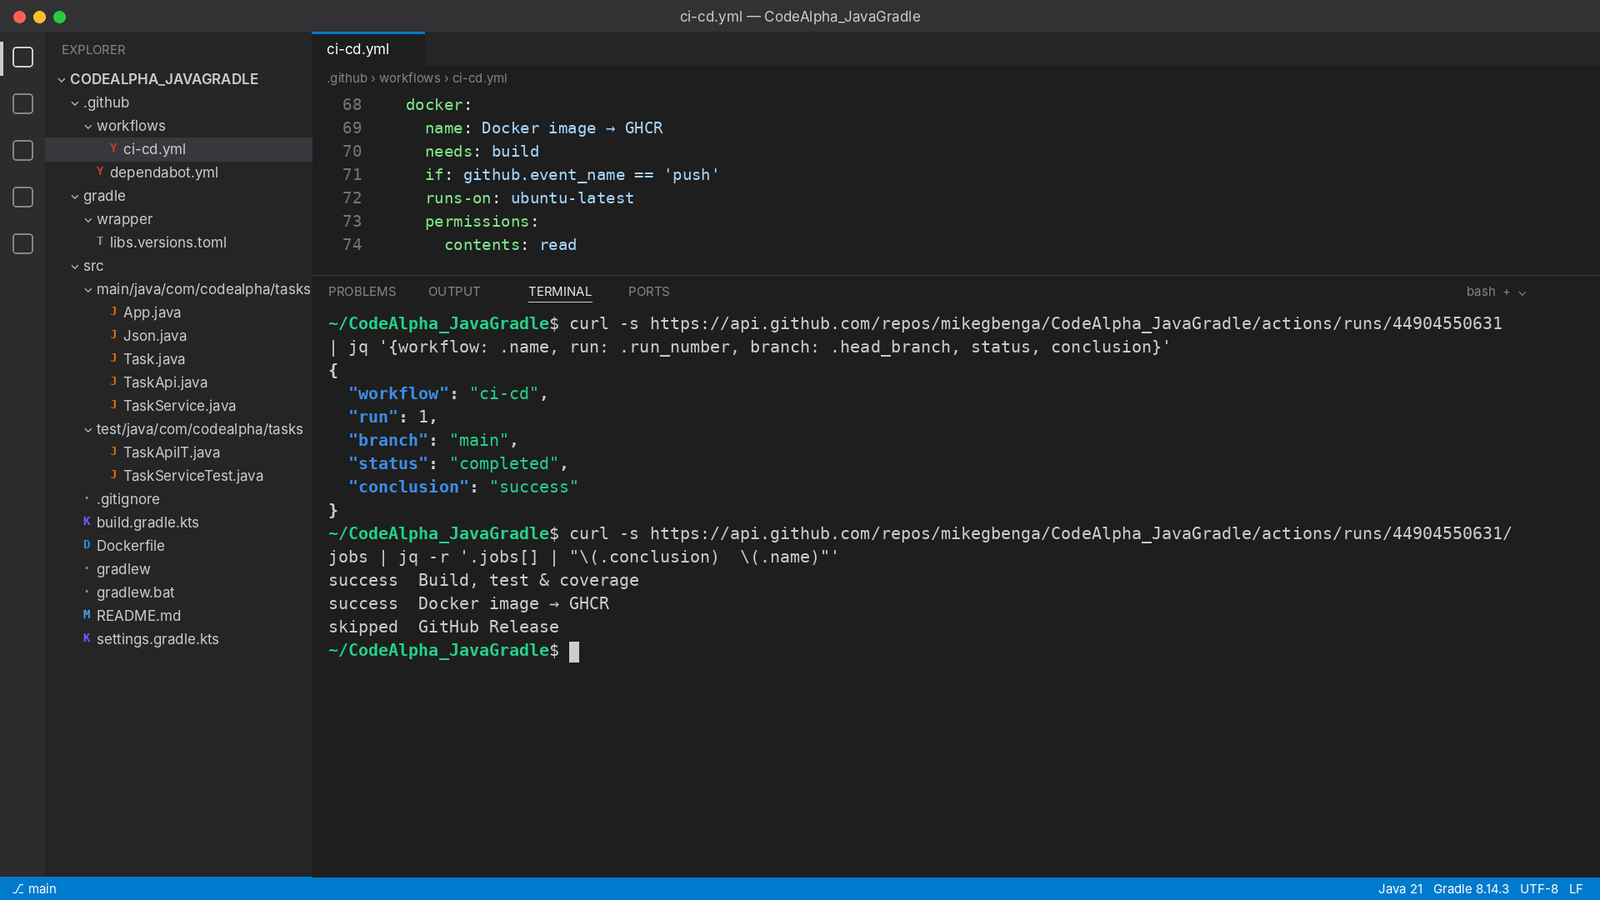 ci-cd.yml — CodeAlpha_JavaGradle
EXPLORER
CODEALPHA_JAVAGRADLE
.github
workflows
Y ci-cd.yml
Y dependabot.yml
gradle
wrapper
T libs.versions.toml
src
main/java/com/codealpha/tasks
J App.java
J Json.java
J Task.java
J TaskApi.java
J TaskService.java
test/java/com/codealpha/tasks
J TaskApiIT.java
J TaskServiceTest.java
· .gitignore
K build.gradle.kts
D Dockerfile
· gradlew
· gradlew.bat
M README.md
K settings.gradle.kts
ci-cd.yml
.github › workflows › ci-cd.yml
68 docker:
69 name: Docker image → GHCR
70 needs: build
71 if: github.event_name == 'push'
72 runs-on: ubuntu-latest
73 permissions:
74 contents: read
PROBLEMS OUTPUT TERMINAL PORTS bash +
~/CodeAlpha_JavaGradle$ curl -s https://api.github.com/repos/mikegbenga/CodeAlpha_JavaGradle/actions/runs/44904550631
| jq '{workflow: .name, run: .run_number, branch: .head_branch, status, conclusion}'
{
"workflow": "ci-cd",
"run": 1,
"branch": "main",
"status": "completed",
"conclusion": "success"
}
~/CodeAlpha_JavaGradle$ curl -s https://api.github.com/repos/mikegbenga/CodeAlpha_JavaGradle/actions/runs/44904550631/
jobs | jq -r '.jobs[] | "\(.conclusion)  \(.name)"'
success  Build, test & coverage
success  Docker image → GHCR
skipped  GitHub Release
~/CodeAlpha_JavaGradle$
main
Java 21 Gradle 8.14.3 UTF-8 LF